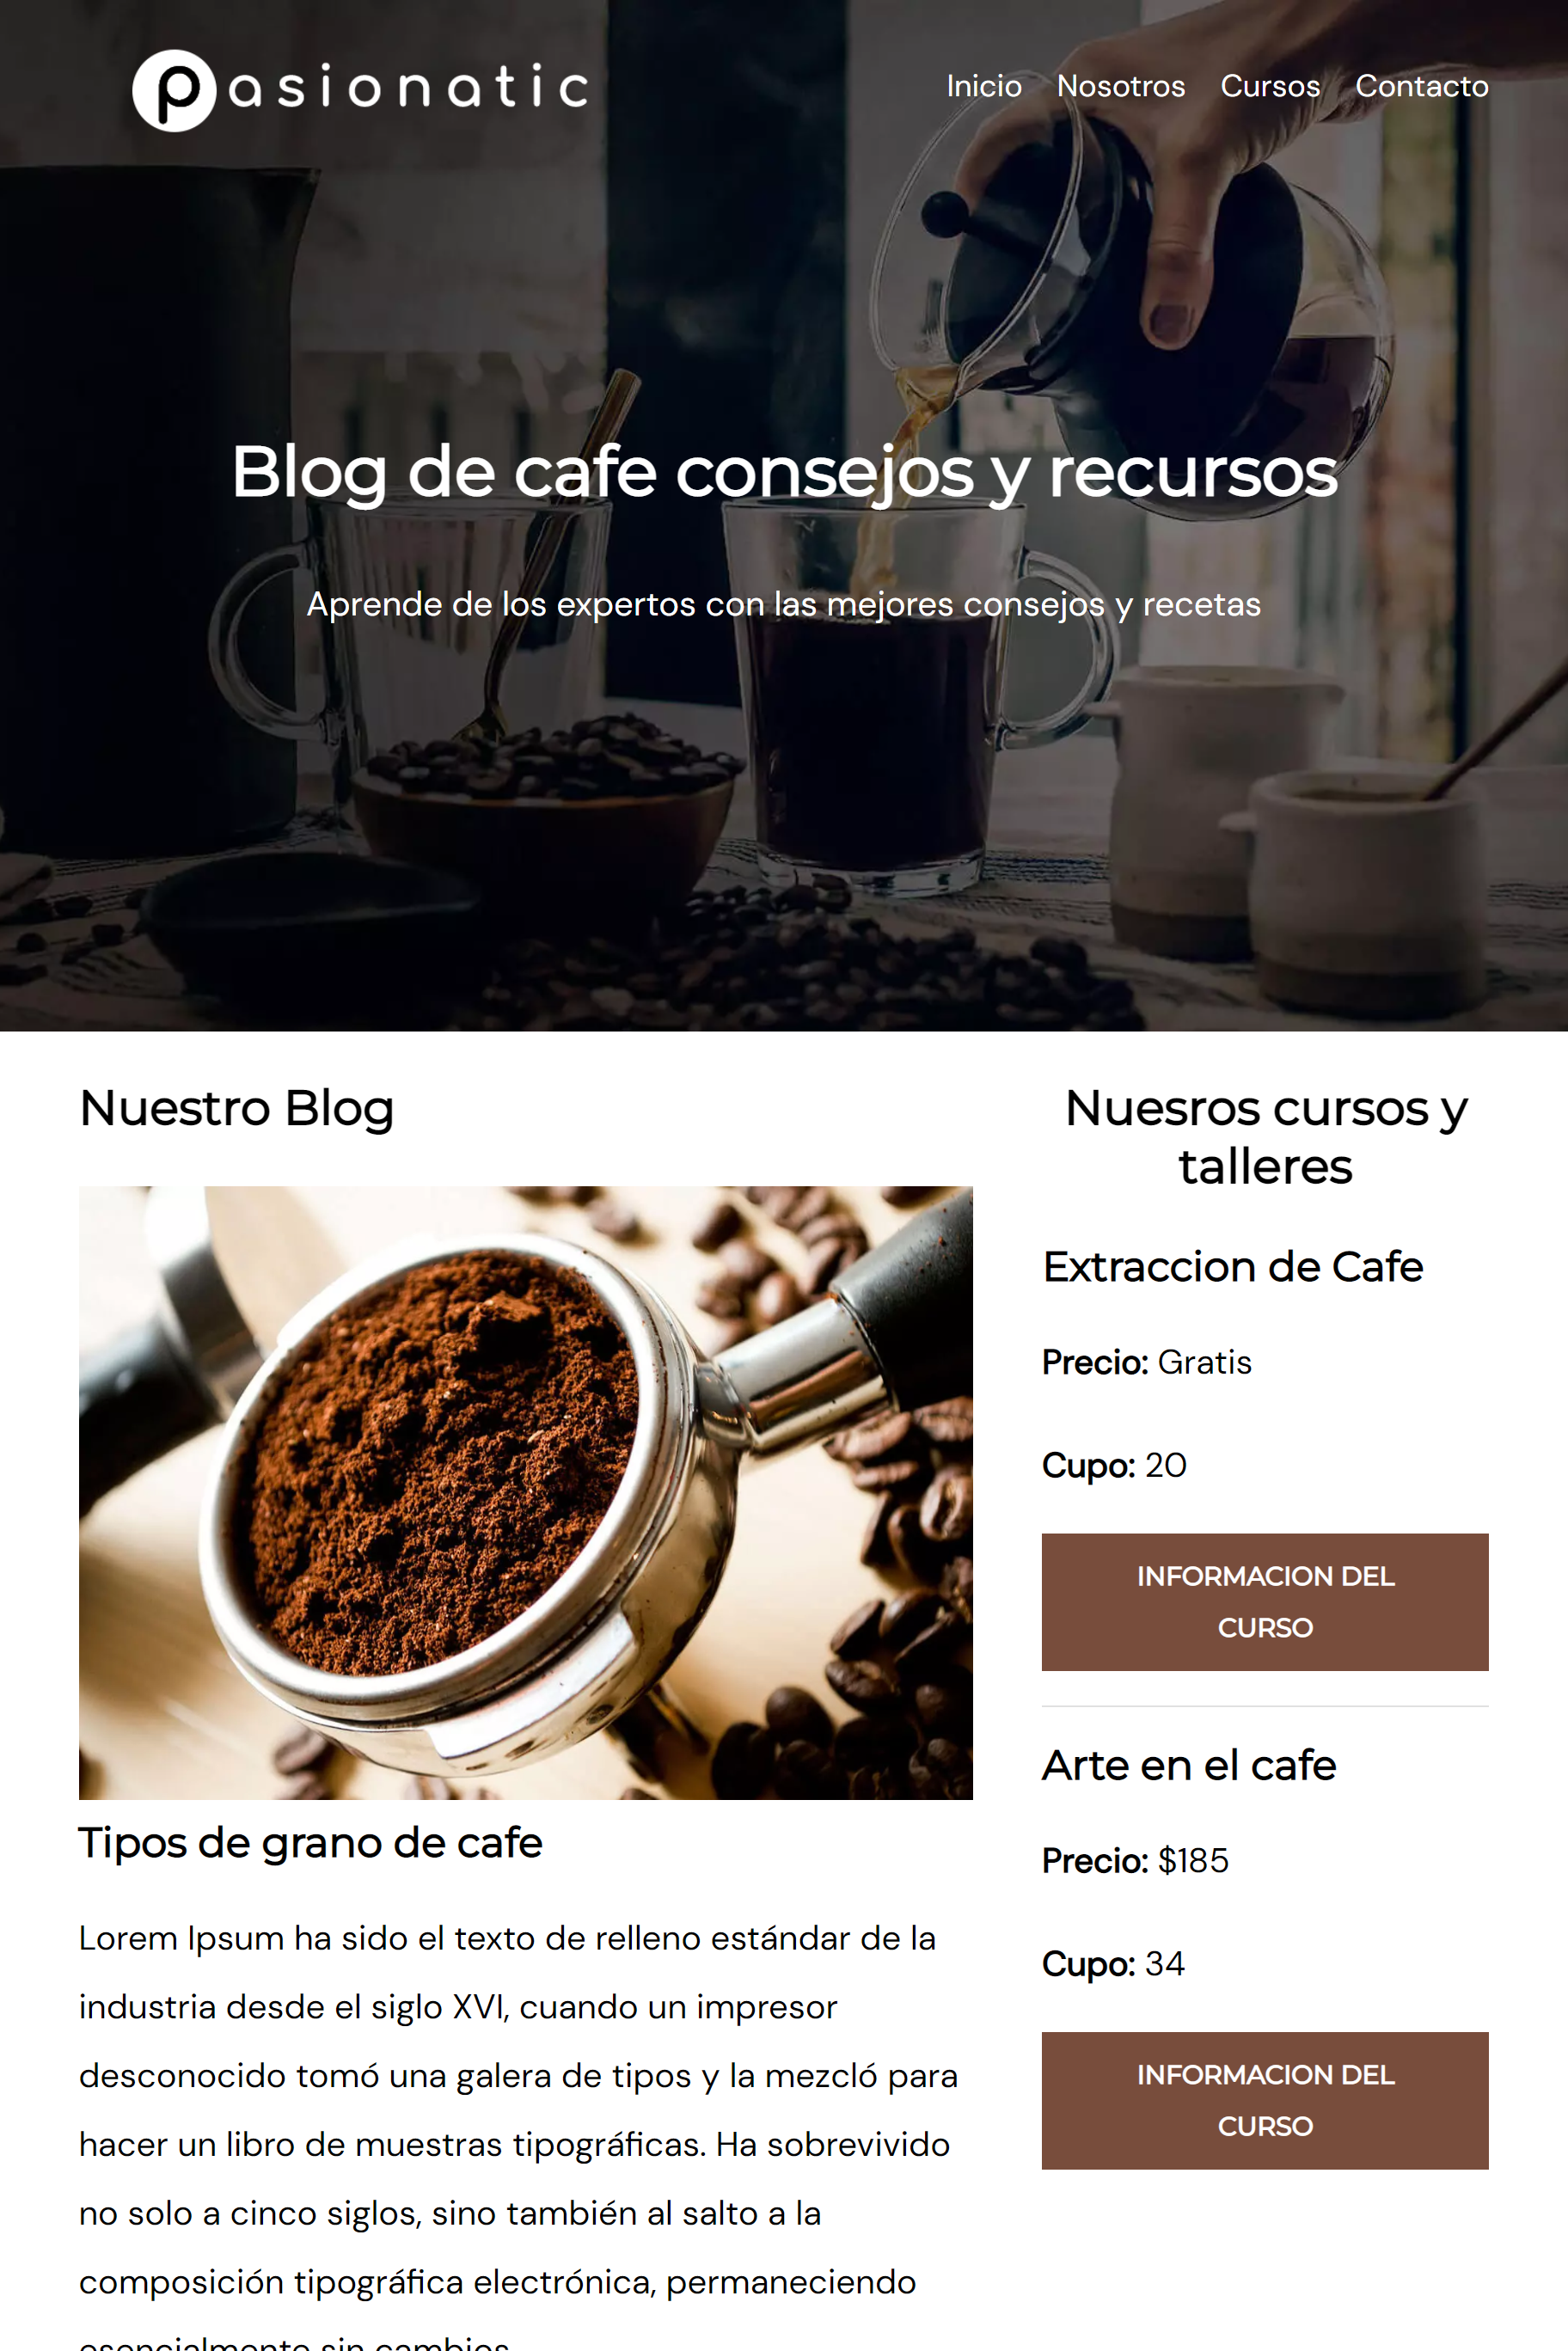 pasionatic
Inicio Nosotros Cursos Contacto
Blog de cafe consejos y recursos
Aprende de los expertos con las mejores consejos y recetas
Nuestro Blog
Tipos de grano de cafe
Lorem Ipsum ha sido el texto de relleno estándar de la
industria desde el siglo XVI, cuando un impresor
desconocido tomó una galera de tipos y la mezcló para
hacer un libro de muestras tipográficas. Ha sobrevivido
no solo a cinco siglos, sino también al salto a la
composición tipográfica electrónica, permaneciendo
esencialmente sin cambios.
Nuesros cursos y
talleres
Extraccion de Cafe
Precio: Gratis
Cupo: 20
INFORMACION DEL
CURSO
Arte en el cafe
Precio: $185
Cupo: 34
INFORMACION DEL
CURSO